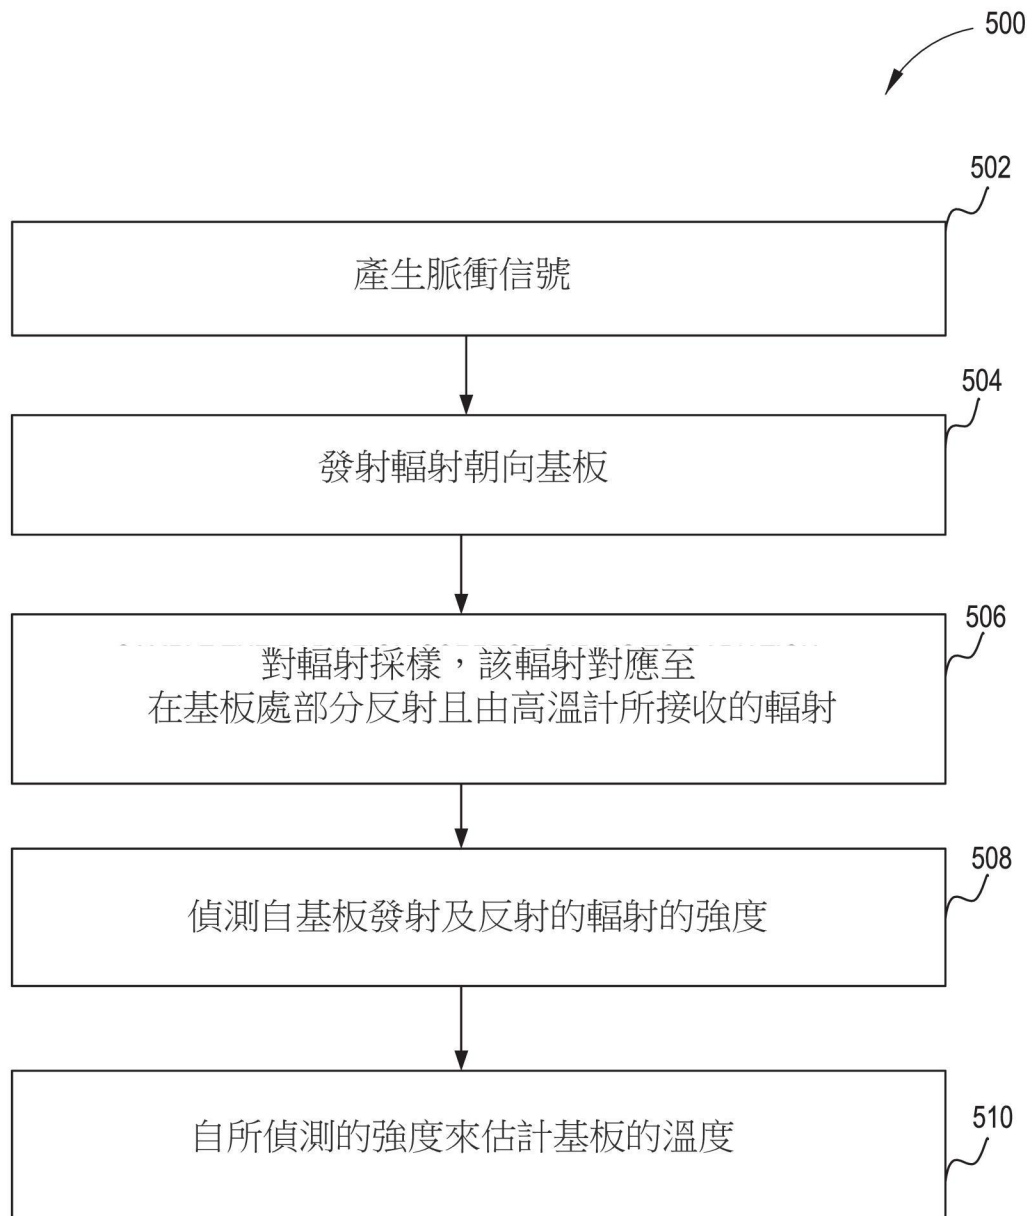 500
502
產生脈衝信號
504
發射輻射朝向基板
506
對輻射採樣，該輻射對應至
在基板處部分反射且由高溫計所接收的輻射
508
偵測自基板發射及反射的輻射的強度
510
自所偵測的強度來估計基板的溫度